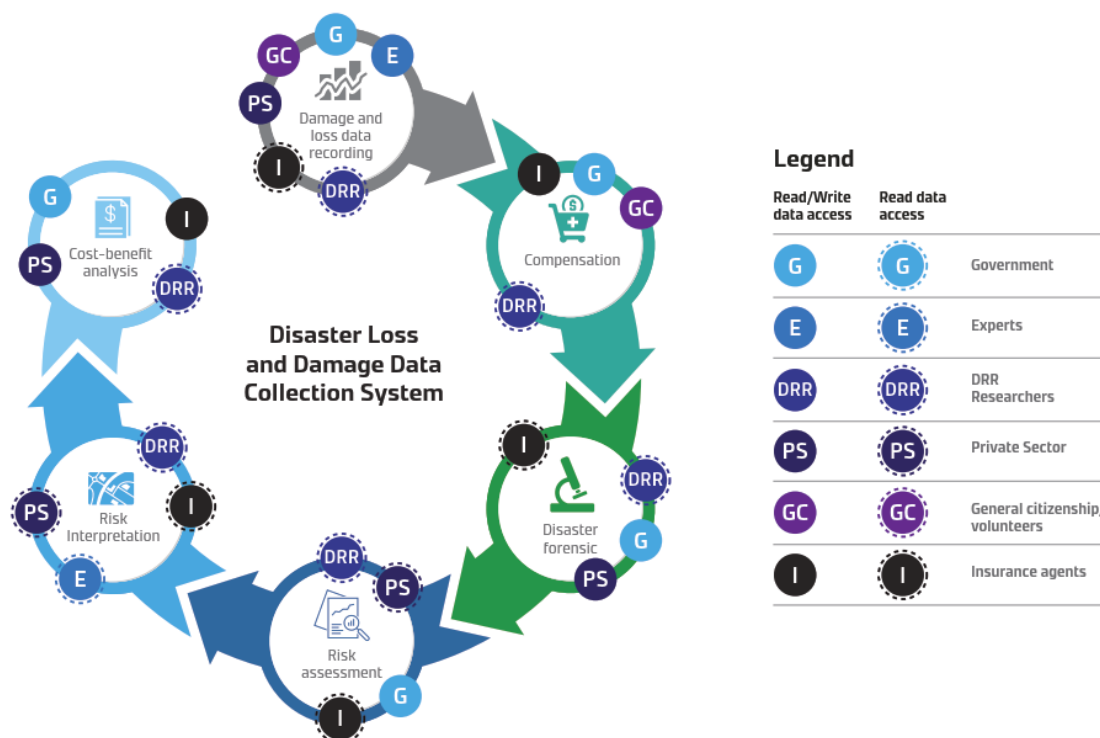 G
GC
E
PS
Damage and
loss data
recording
I
DRR
I
G
GC
Compensation
DRR
G
I
PS
Cost-benefit
analysis
DRR
Disaster Loss
and Damage Data
Collection System
I
DRR
Disaster
forensic
G
PS
DRR
PS
I
Risk
Interpretation
E
DRR
PS
Risk
assessment
G
I
Legend
Read/Write
data access
Read data
access
G
G
Government
E
E
Experts
DRR
DRR
DRR
Researchers
PS
PS
Private Sector
GC
GC
General citizenship/
volunteers
I
I
Insurance agents